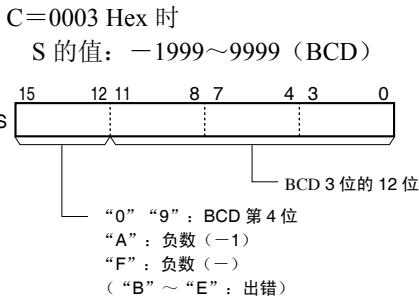 C＝0003 Hex 时
S 的值：－1999～9999（BCD）
15 12 11 8 7 4 3 0
S
BCD 3 位的 12 位
“0” “9”：BCD 第 4 位
“A”：负数（－1）
“F”：负数（－）
（“B”～“E”：出错）